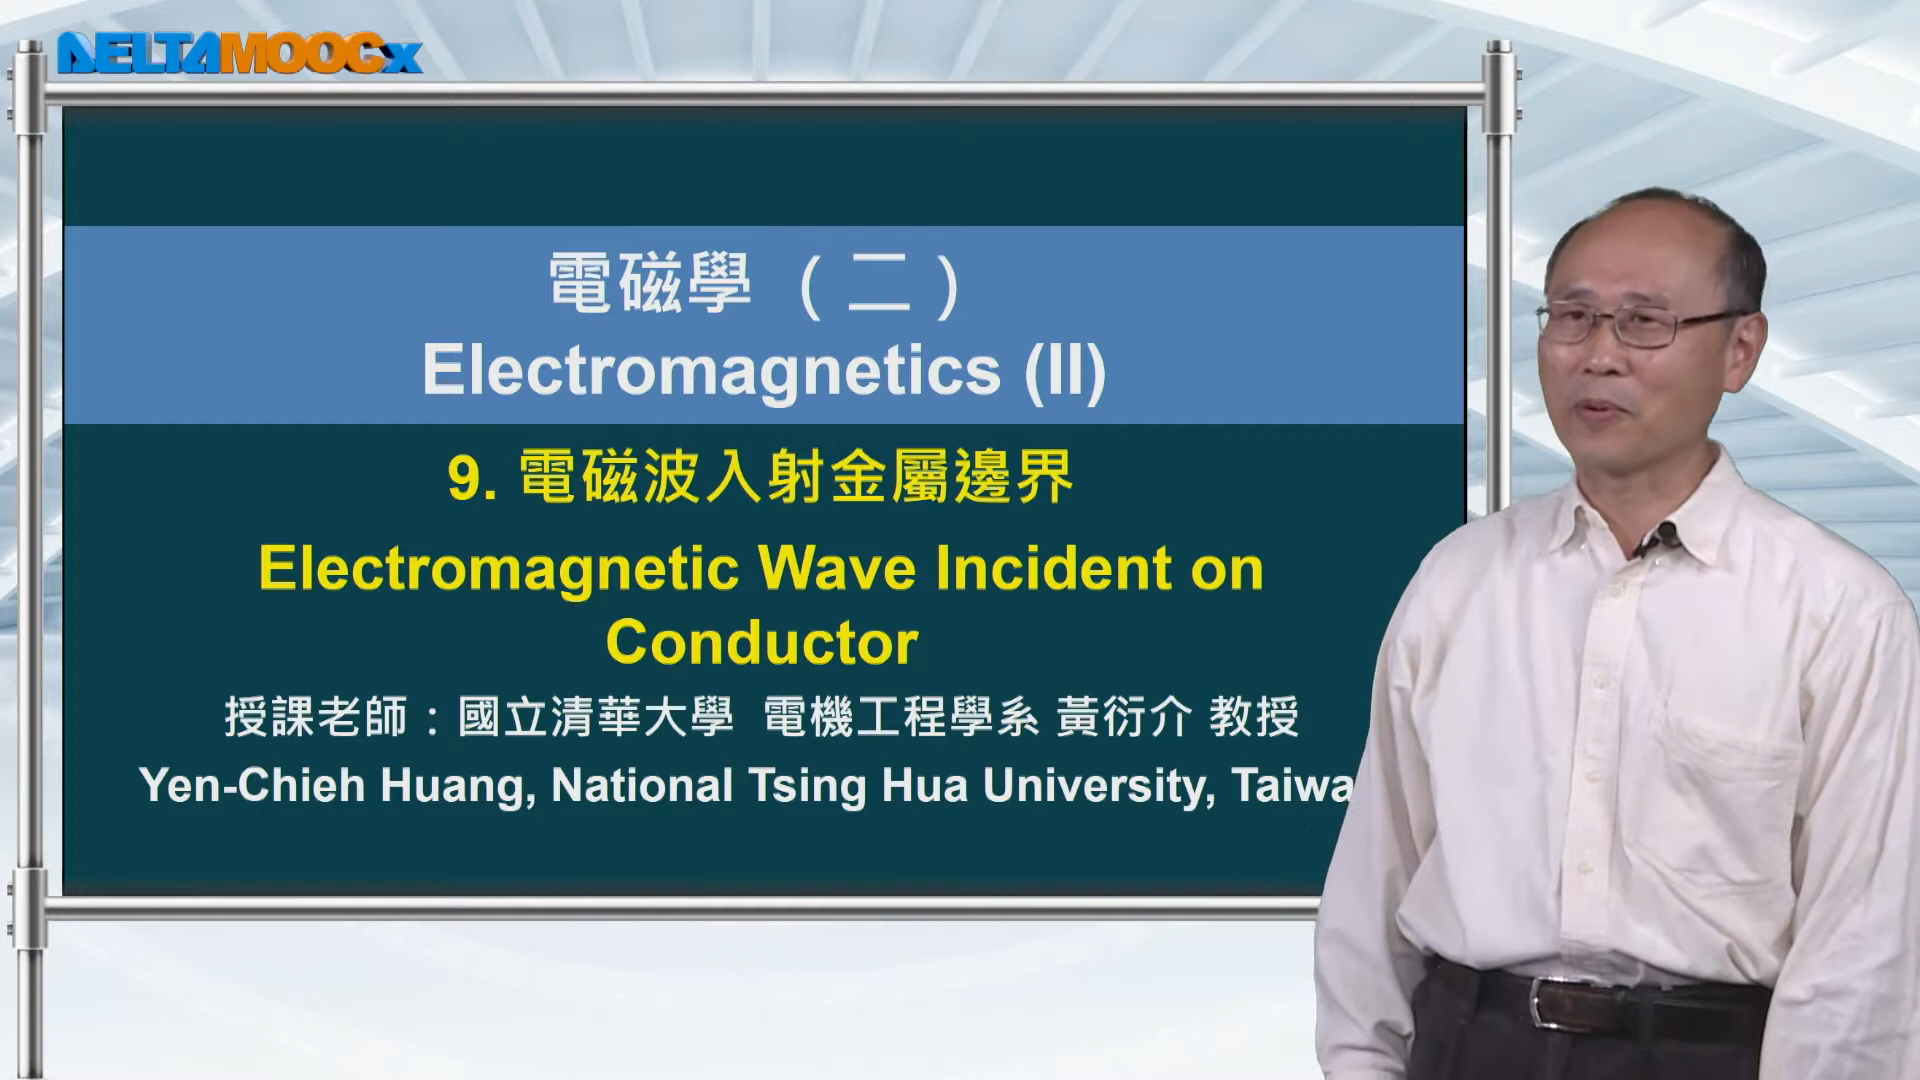 DELTAMOOCx
電磁學 （二）
Electromagnetics (II)
9. 電磁波入射金屬邊界
Electromagnetic Wave Incident on
Conductor
授課老師：國立清華大學 電機工程學系 黃衍介 教授
Yen-Chieh Huang, National Tsing Hua University, Taiwa